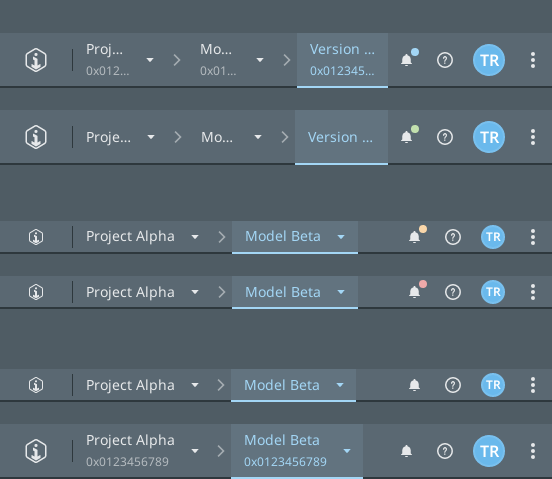 Proj... Mo... Version ... TR
0x012... 0x01... 0x012345...
Proje... Mo... Version ... TR
Project Alpha Model Beta TR
Project Alpha Model Beta TR
Project Alpha Model Beta TR
Project Alpha Model Beta TR
0x0123456789 0x0123456789